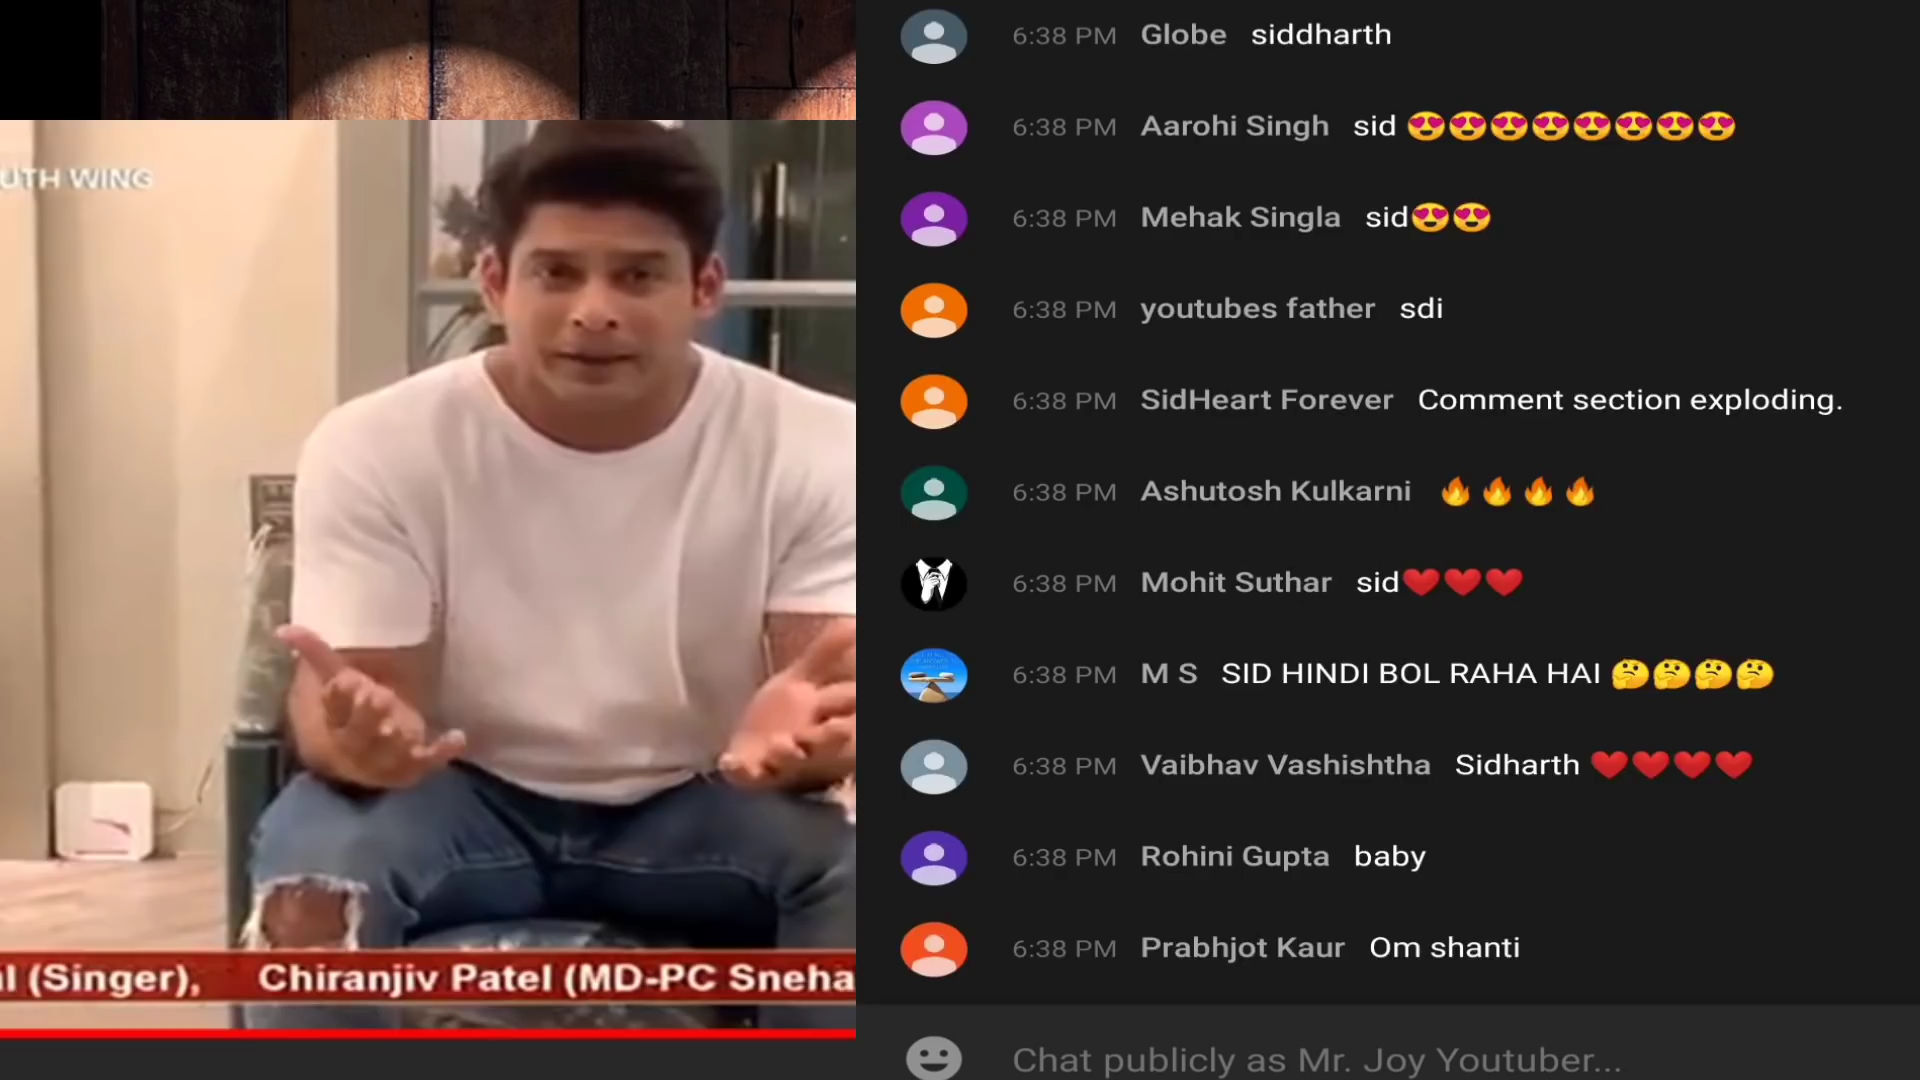 UTH WING
l (Singer), Chiranjiv Patel (MD-PC Sneha
6:38 PM Globe siddharth
6:38 PM Aarohi Singh sid 😍😍😍😍😍😍😍😍
6:38 PM Mehak Singla sid😍😍
6:38 PM youtubes father sdi
6:38 PM SidHeart Forever Comment section exploding.
6:38 PM Ashutosh Kulkarni 🔥🔥🔥🔥
6:38 PM Mohit Suthar sid❤️❤️❤️
6:38 PM M S SID HINDI BOL RAHA HAI 🤔🤔🤔🤔
6:38 PM Vaibhav Vashishtha Sidharth ❤️❤️❤️❤️
6:38 PM Rohini Gupta baby
6:38 PM Prabhjot Kaur Om shanti
Chat publicly as Mr. Joy Youtuber...